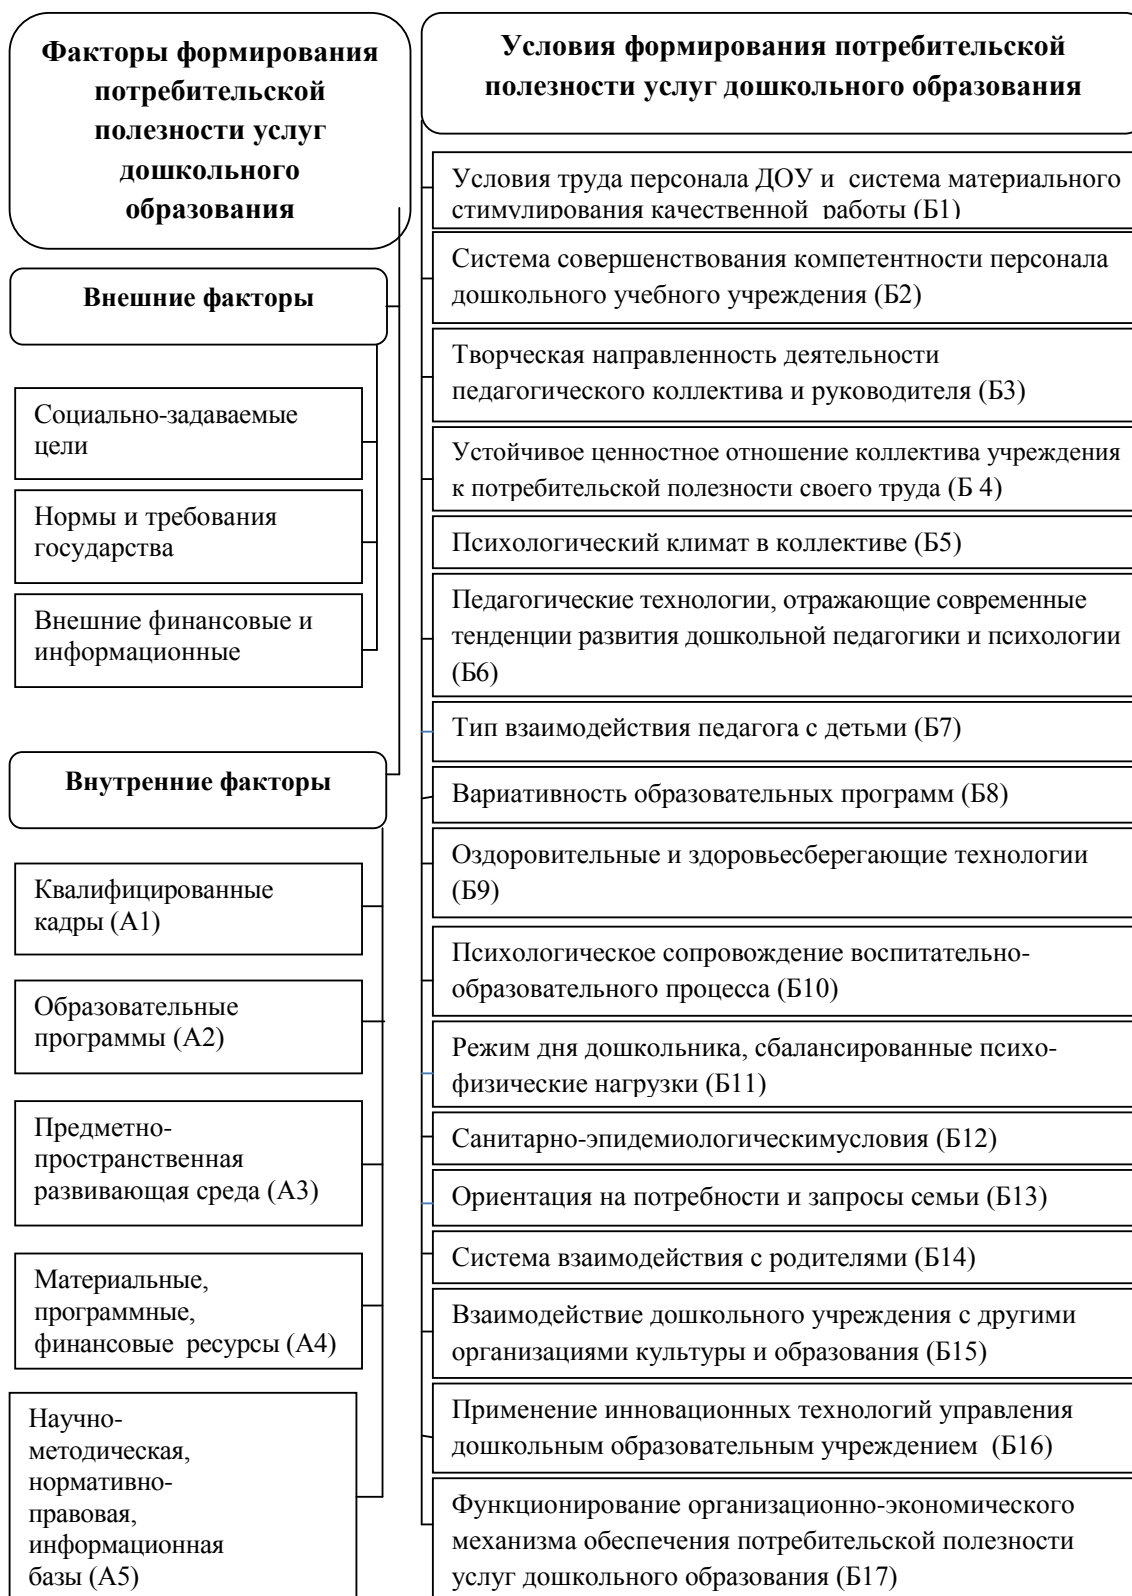 Факторы формирования
потребительской
полезности услуг
дошкольного
образования
Внешние факторы
Социально-задаваемые
цели
Нормы и требования
государства
Внешние финансовые и
информационные
Внутренние факторы
Квалифицированные
кадры (А1)
Образовательные
программы (А2)
Предметно-
пространственная
развивающая среда (А3)
Материальные,
программные,
финансовые ресурсы (А4)
Научно-
методическая,
нормативно-
правовая,
информационная
базы (А5)
Условия формирования потребительской
полезности услуг дошкольного образования
Условия труда персонала ДОУ и система материального
стимулирования качественной работы (Б1)
Система совершенствования компетентности персонала
дошкольного учебного учреждения (Б2)
Творческая направленность деятельности
педагогического коллектива и руководителя (Б3)
Устойчивое ценностное отношение коллектива учреждения
к потребительской полезности своего труда (Б 4)
Психологический климат в коллективе (Б5)
Педагогические технологии, отражающие современные
тенденции развития дошкольной педагогики и психологии
(Б6)
Тип взаимодействия педагога с детьми (Б7)
Вариативность образовательных программ (Б8)
Оздоровительные и здоровьесберегающие технологии
(Б9)
Психологическое сопровождение воспитательно-
образовательного процесса (Б10)
Режим дня дошкольника, сбалансированные психо-
физические нагрузки (Б11)
Санитарно-эпидемиологическимусловия (Б12)
Ориентация на потребности и запросы семьи (Б13)
Система взаимодействия с родителями (Б14)
Взаимодействие дошкольного учреждения с другими
организациями культуры и образования (Б15)
Применение инновационных технологий управления
дошкольным образовательным учреждением (Б16)
Функционирование организационно-экономического
механизма обеспечения потребительской полезности
услуг дошкольного образования (Б17)